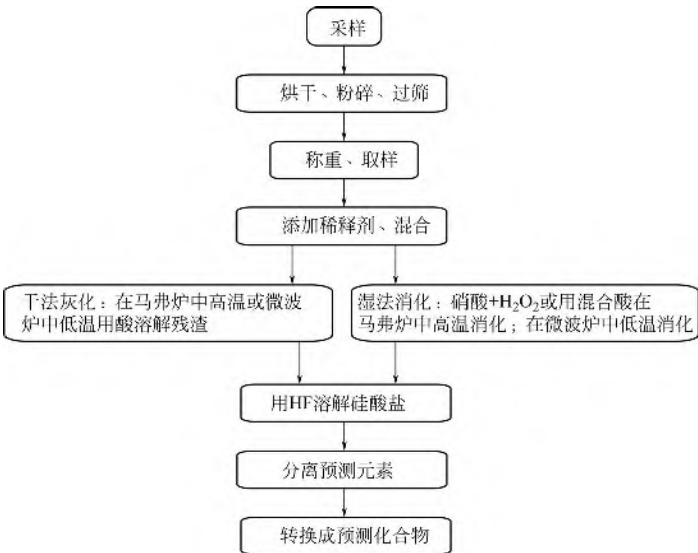 采样
烘干、粉碎、过筛
称重、取样
添加稀释剂、混合
干法灰化：在马弗炉中高温或微波
炉中低温用酸溶解残渣
湿法消化：硝酸+H₂O₂或用混合酸在
马弗炉中高温消化；在微波炉中低温消化
用HF溶解硅酸盐
分离预测元素
转换成预测化合物